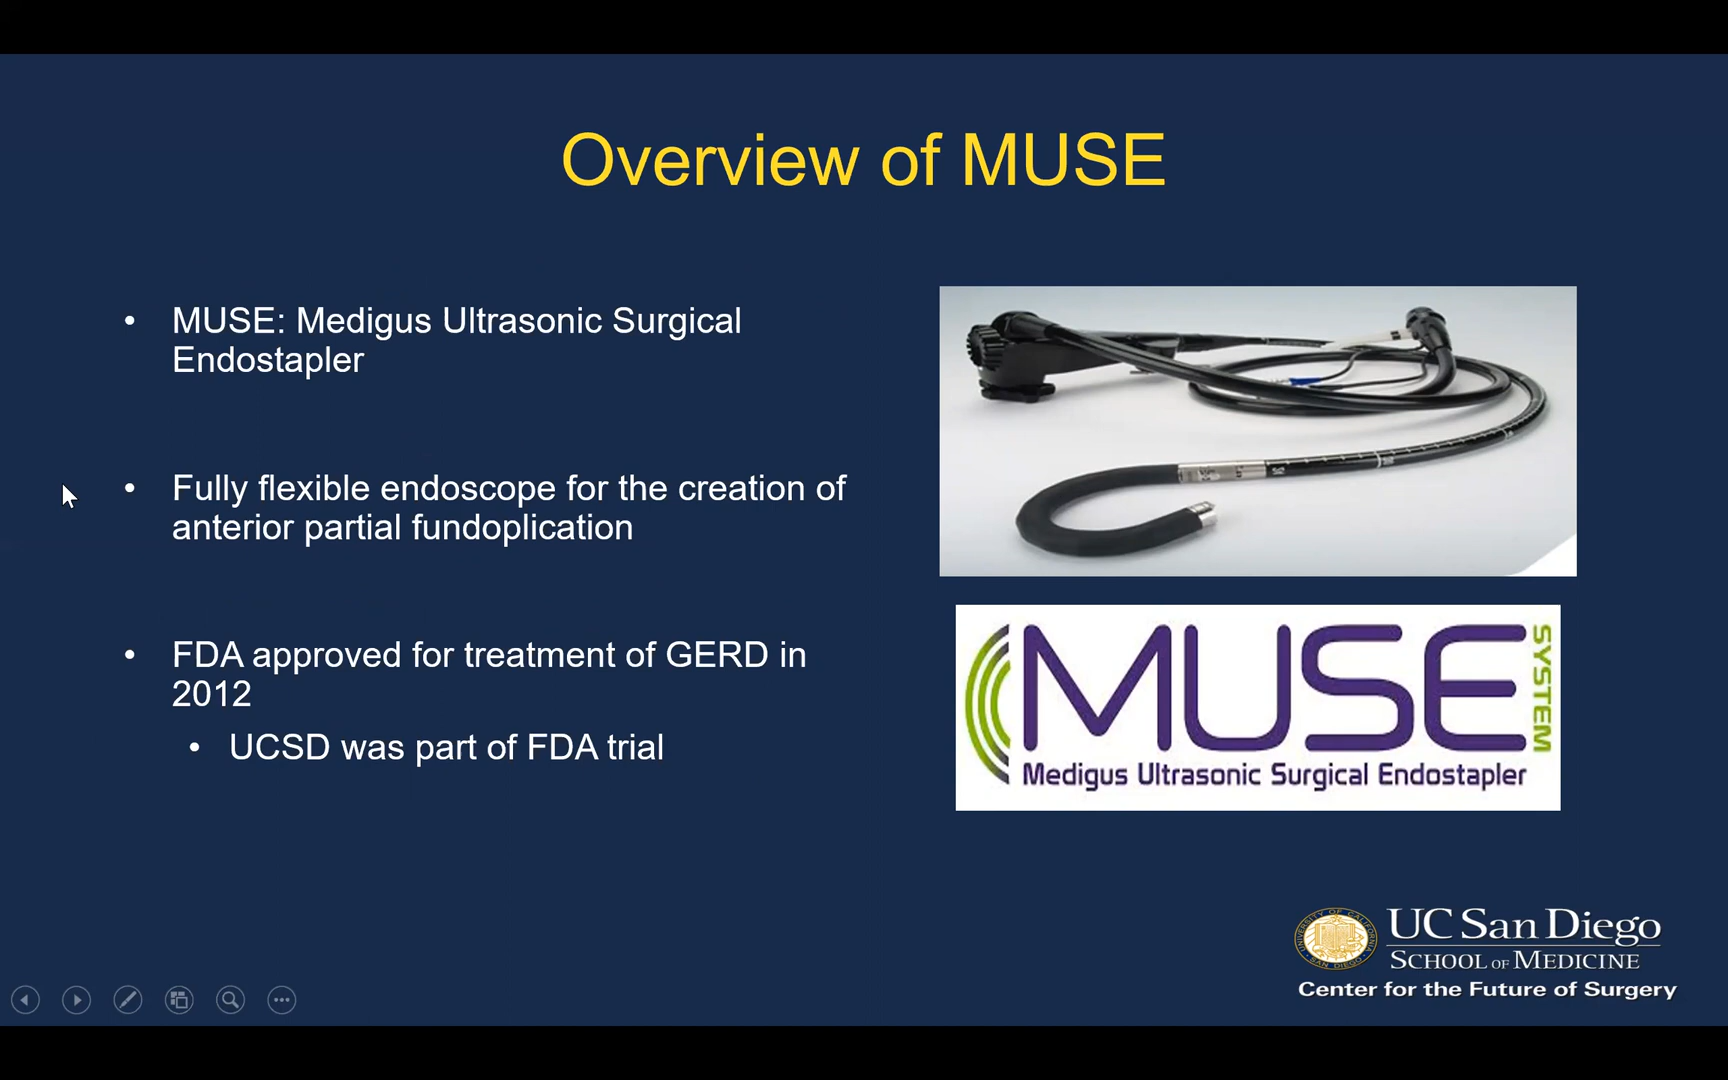 Overview of MUSE
• MUSE: Medigus Ultrasonic Surgical
Endostapler
• Fully flexible endoscope for the creation of
anterior partial fundoplication
• FDA approved for treatment of GERD in
2012
• UCSD was part of FDA trial
MUSE
SYSTEM
Medigus Ultrasonic Surgical Endostapler
UC San Diego
SCHOOL OF MEDICINE
Center for the Future of Surgery